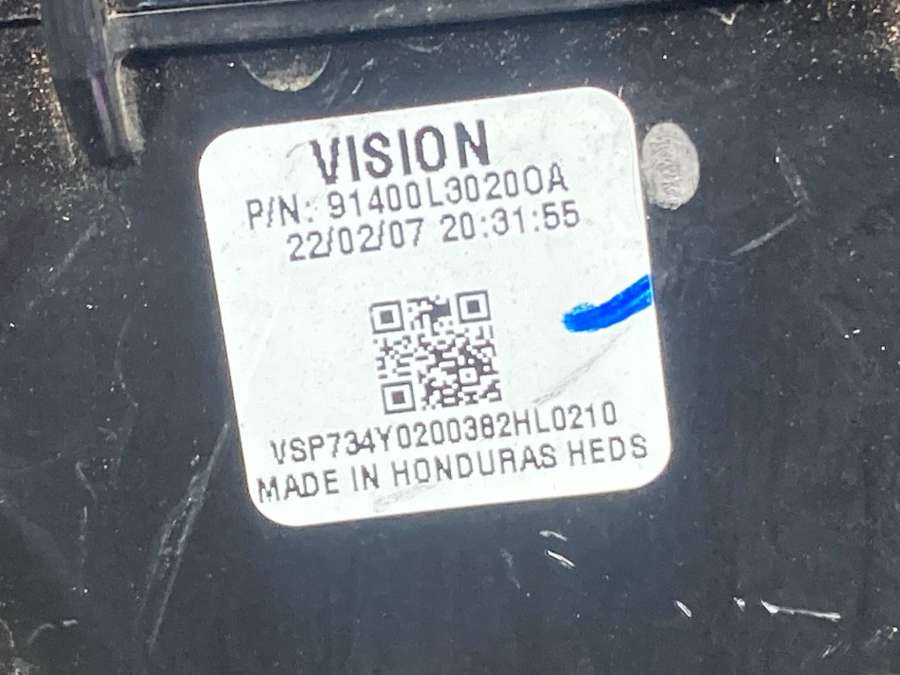 VISION
P/N: 91400L3020OA
22/02/07 20:31:55
VSP734Y0200382HL0210
MADE IN HONDURAS HEDS